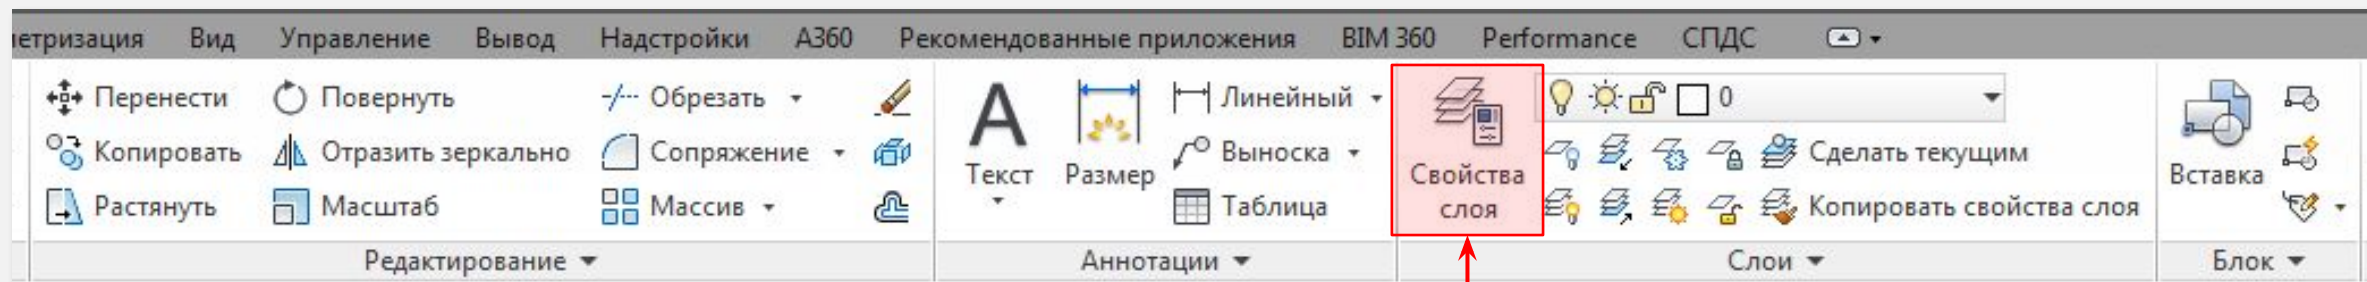 етризация Вид Управление Вывод Надстройки A360 Рекомендованные приложения BIM 360 Performance СПДС
Перенести Повернуть Обрезать
Копировать Отразить зеркально Сопряжение
Растянуть Масштаб Массив
Редактирование
Текст
Размер
Линейный
Выноска
Таблица
Аннотации
Свойства
слоя
0
Сделать текущим
Копировать свойства слоя
Слои
Вставка
Блок